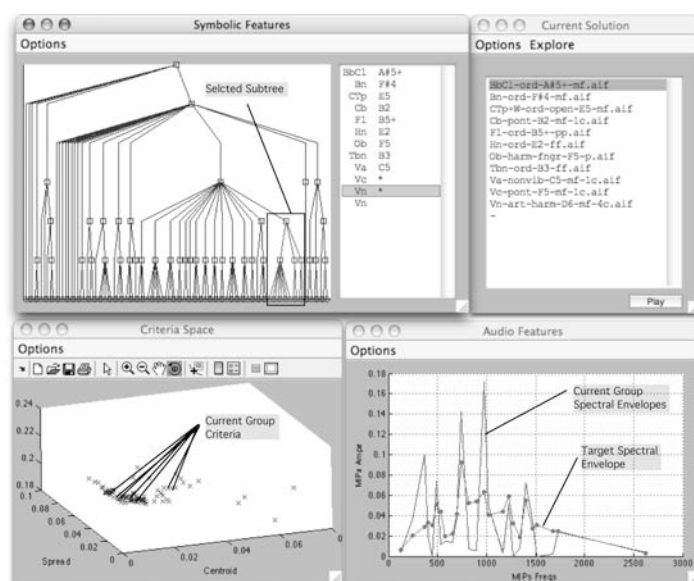 Symbolic Features
Options
Selcted Subtree
BbCl A#5+
Bn F#4
CTp E5
Cb B2
Fl B5+
Hn E2
Ob F5
Tbn B3
Va C5
Vc *
Vn *
Vn
Current Solution
Options Explore
BbCl-ord-A#5+-mf.aif
Bn-ord-F#4-mf.aif
CTp+W-ord-open-E5-mf.aif
Cb-pont-B2-mf-1c.aif
Fl-ord-B5+-pp.aif
Hn-ord-E2-ff.aif
Ob-harm-fngr-F5-p.aif
Tbn-ord-B3-ff.aif
Va-nonvib-C5-mf-1c.aif
Vc-pont-F5-mf-1c.aif
Vn-art-harm-D6-mf-4c.aif
-
Play
Criteria Space
Options
Current Group
Criteria
0.24
0.22
0.2
0.18
0.1
0.08
0.06
0.04
0.02
0
0
0.02
0.04
0.06
0.
Spread
Centroid
Audio Features
Options
0.18
0.16
0.14
0.12
0.1
0.08
0.06
0.04
0.02
0
MIPs Amps
Current Group
Spectral Envelopes
Target Spectral
Envelope
0 500 1000 1500 2000 2500 3000
MIPs Freqs